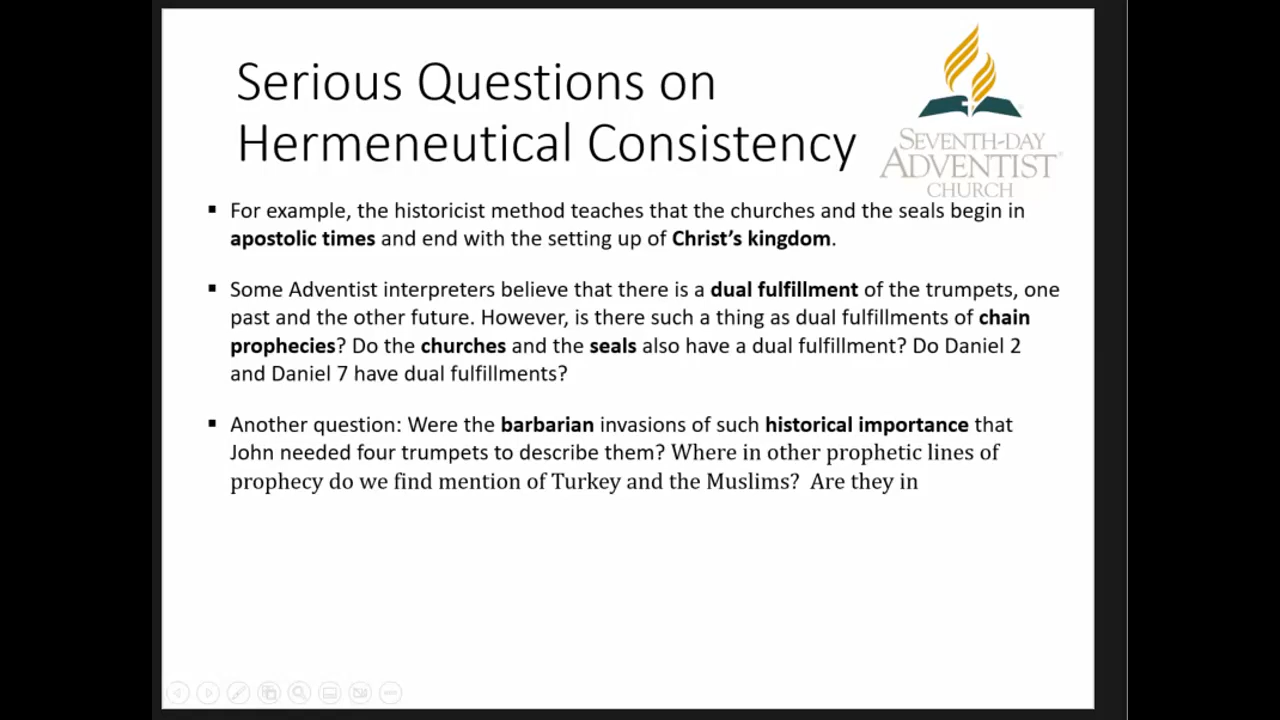 Serious Questions on
Hermeneutical Consistency
SEVENTH-DAY
ADVENTIST
CHURCH
▪ For example, the historicist method teaches that the churches and the seals begin in
apostolic times and end with the setting up of Christ’s kingdom.
▪ Some Adventist interpreters believe that there is a dual fulfillment of the trumpets, one
past and the other future. However, is there such a thing as dual fulfillments of chain
prophecies? Do the churches and the seals also have a dual fulfillment? Do Daniel 2
and Daniel 7 have dual fulfillments?
▪ Another question: Were the barbarian invasions of such historical importance that
John needed four trumpets to describe them? Where in other prophetic lines of
prophecy do we find mention of Turkey and the Muslims?  Are they in